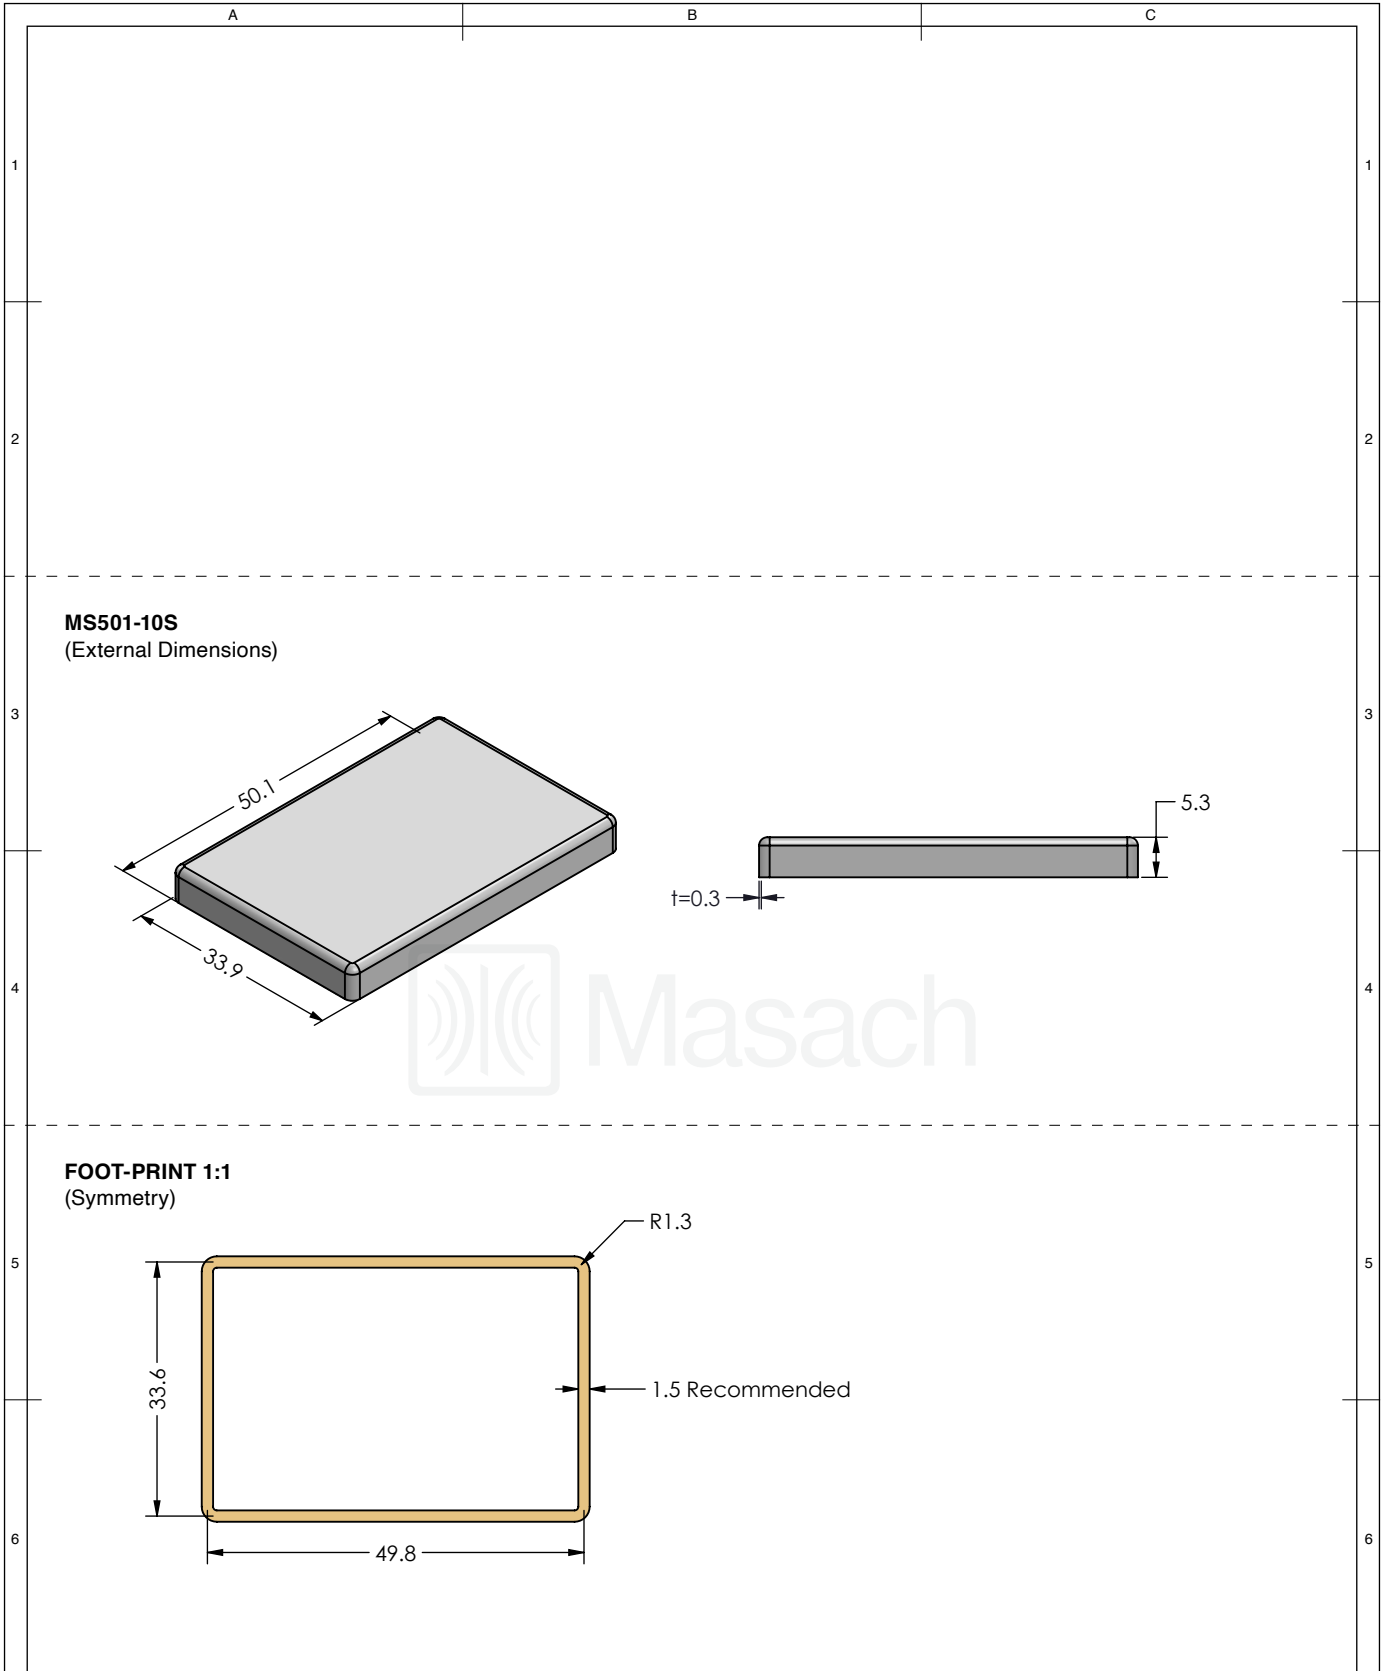 A B C
1 1
2 2
MS501-10S
(External Dimensions)
3 3
50.1
5.3
t=0.3
33.9
4 4
Masach
FOOT-PRINT 1:1
(Symmetry)
R1.3
5 5
33.6
1.5 Recommended
6 6
49.8